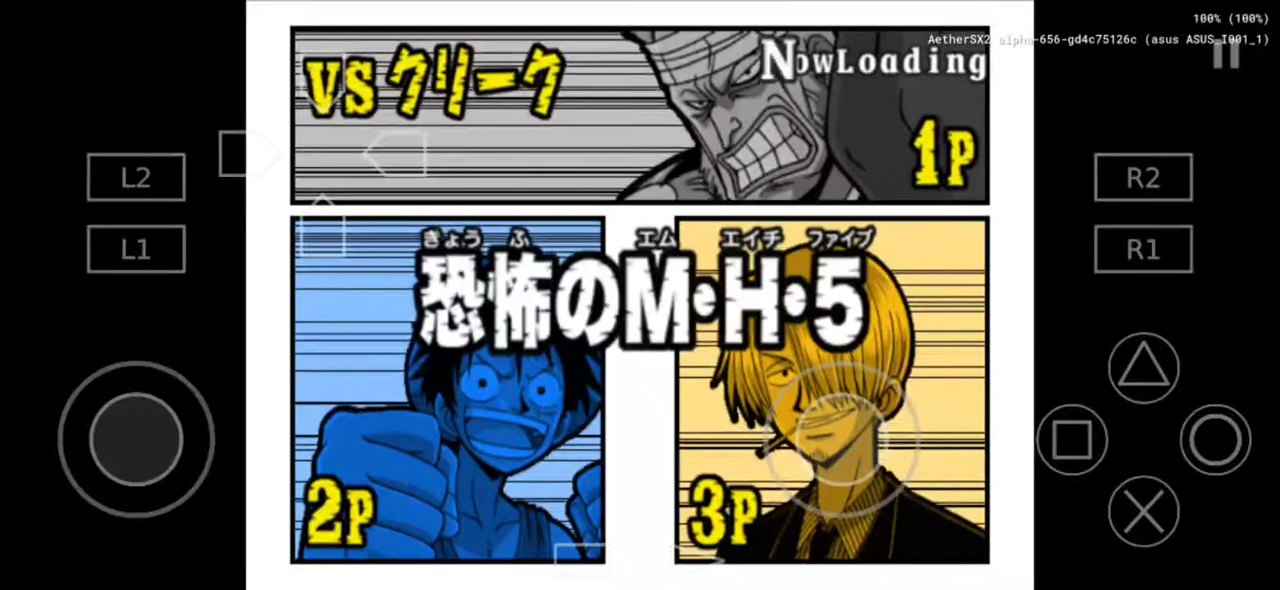 100% (100%)
AetherSX2 alpha-656-gd4c75126c (asus ASUS_I001_1)
VSクリーク
NowLoading
1P
L2
R2
L1
R1
きょう ふ エム エイチ ファイブ
恐怖のM・H・5
2P
3P